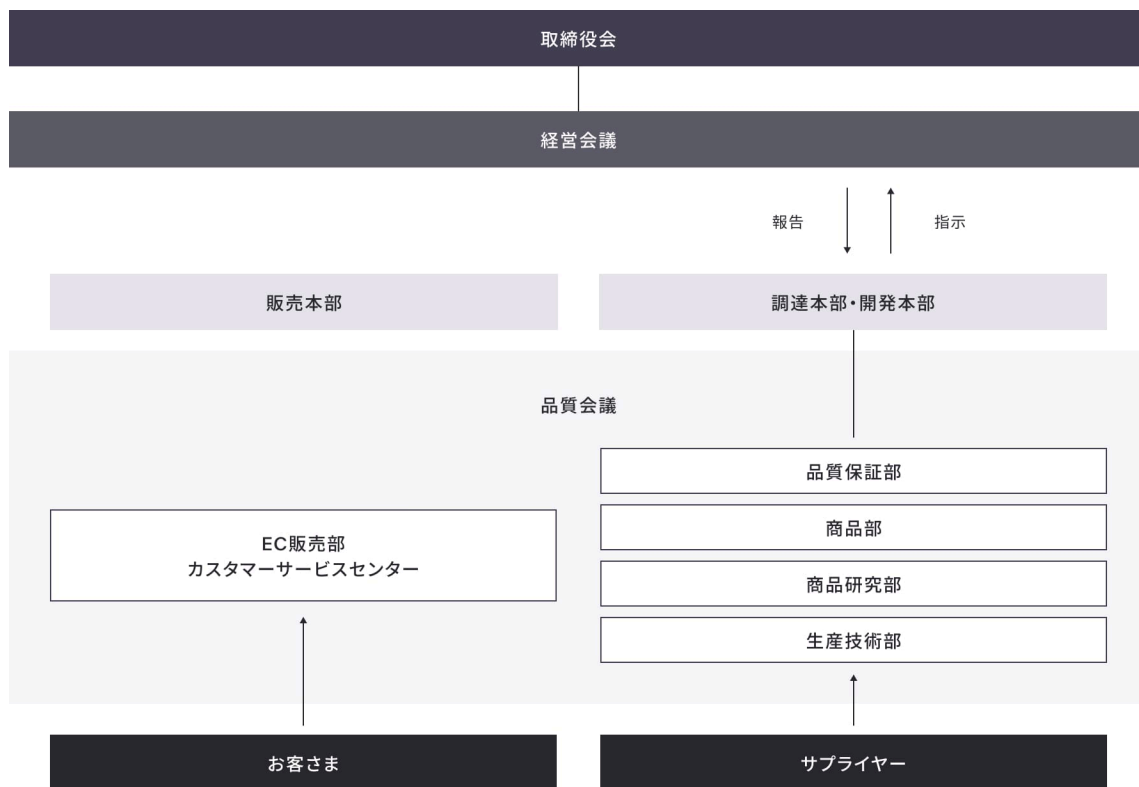 取締役会
経営会議
報告
指示
販売本部
調達本部・開発本部
品質会議
品質保証部
商品部
商品研究部
生産技術部
EC販売部
カスタマーサービスセンター
お客さま
サプライヤー